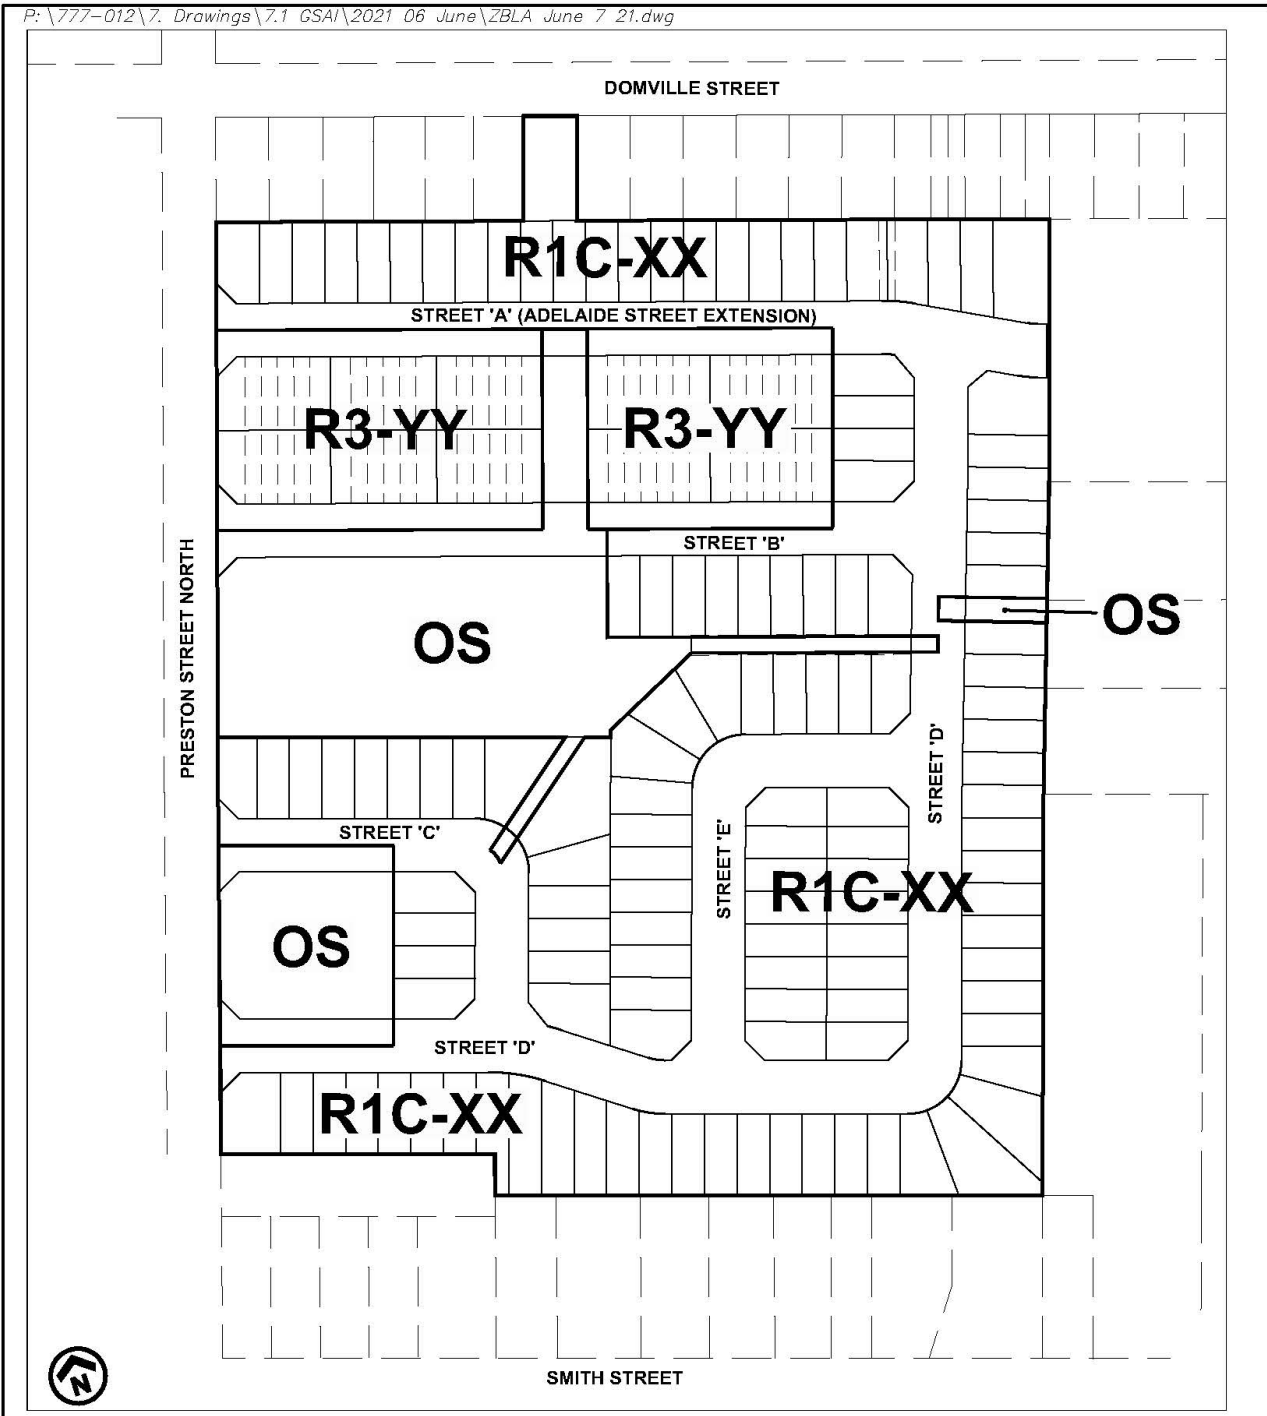 P:\777-012\7. Drawings\7.1 GSAI\2021 06 June\ZBLA June 7 21.dwg
DOMVILLE STREET
R1C-XX
STREET 'A' (ADELAIDE STREET EXTENSION)
R3-YY
R3-YY
STREET 'B'
PRESTON STREET NORTH
OS
OS
STREET 'D'
STREET 'C'
STREET 'E'
R1C-XX
OS
STREET 'D'
R1C-XX
N
SMITH STREET